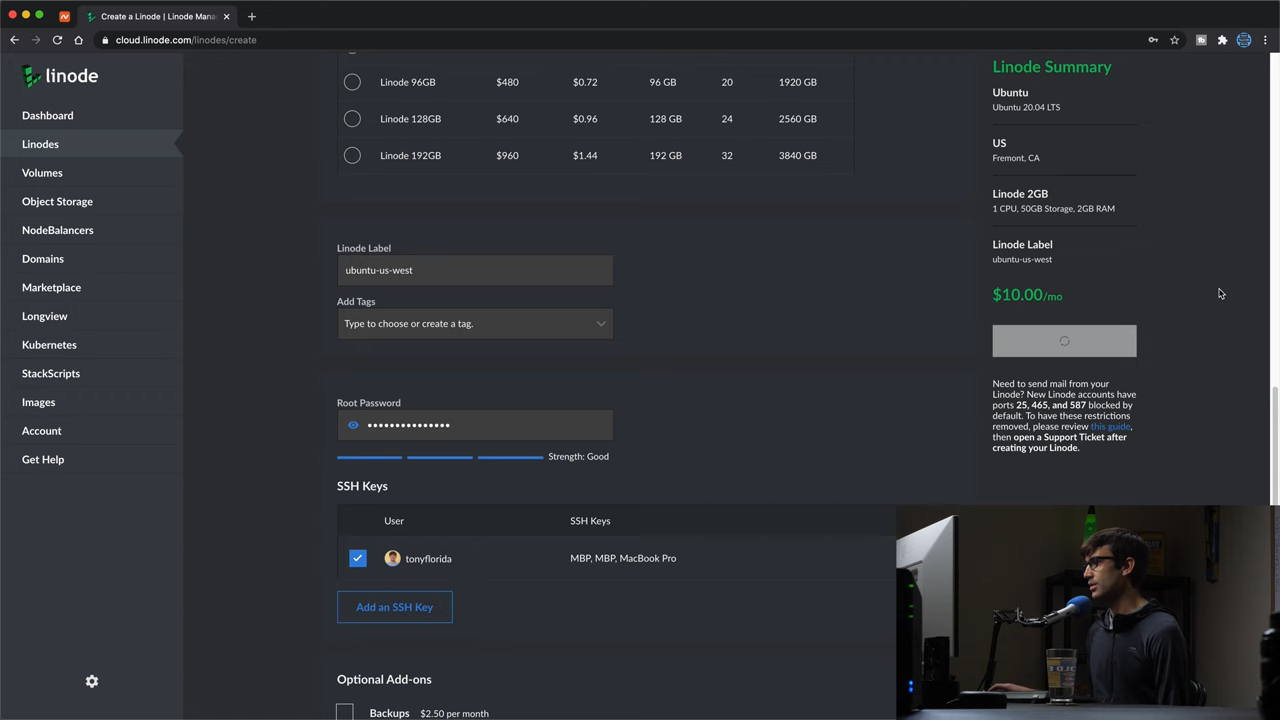 Create a Linode | Linode Mana
cloud.linode.com/linodes/create
linode
Dashboard
Linodes
Volumes
Object Storage
NodeBalancers
Domains
Marketplace
Longview
Kubernetes
StackScripts
Images
Account
Get Help
Linode 96GB $480 $0.72 96 GB 20 1920 GB
Linode 128GB $640 $0.96 128 GB 24 2560 GB
Linode 192GB $960 $1.44 192 GB 32 3840 GB
Linode Label
ubuntu-us-west
Add Tags
Type to choose or create a tag.
Root Password
•••••••••••••••
Strength: Good
SSH Keys
User SSH Keys
tonyflorida MBP, MBP, MacBook Pro
Add an SSH Key
Optional Add-ons
Backups $2.50 per month
Linode Summary
Ubuntu
Ubuntu 20.04 LTS
US
Fremont, CA
Linode 2GB
1 CPU, 50GB Storage, 2GB RAM
Linode Label
ubuntu-us-west
$10.00/mo
Need to send mail from your
Linode? New Linode accounts have
ports 25, 465, and 587 blocked by
default. To have these restrictions
removed, please review this guide,
then open a Support Ticket after
creating your Linode.